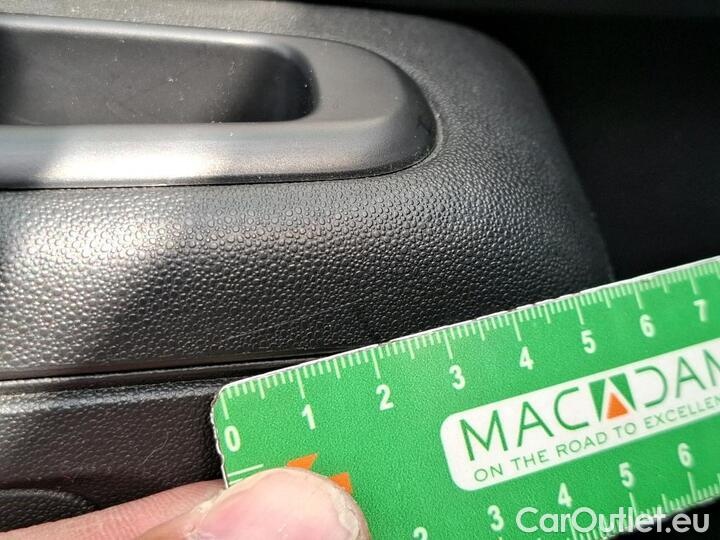 0 1 2 3 4 5 6 7
MACADAM
ON THE ROAD TO EXCELLEN
2 3 4 5 6
CarOutlet.eu